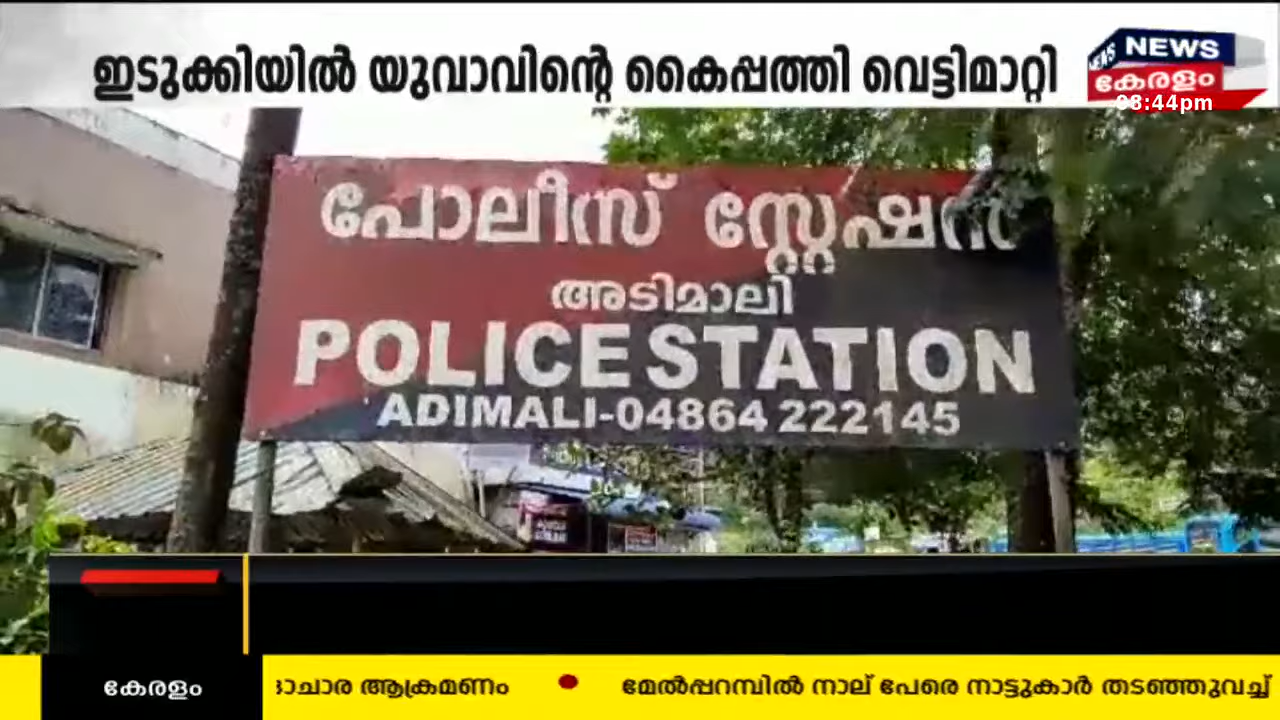 ഇടുക്കിയിൽ യുവാവിന്റെ കൈപ്പത്തി വെട്ടിമാറ്റി
NEWS
NEWS
കേരളം
08:44pm
പോലീസ് സ്റ്റേഷൻ
അടിമാലി
POLICE STATION
ADIMALI-04864 222145
കേരളം
ആക്രമണം • മേൽപ്പറമ്പിൽ നാല് പേരെ നാട്ടുകാർ തടഞ്ഞുവച്ച്